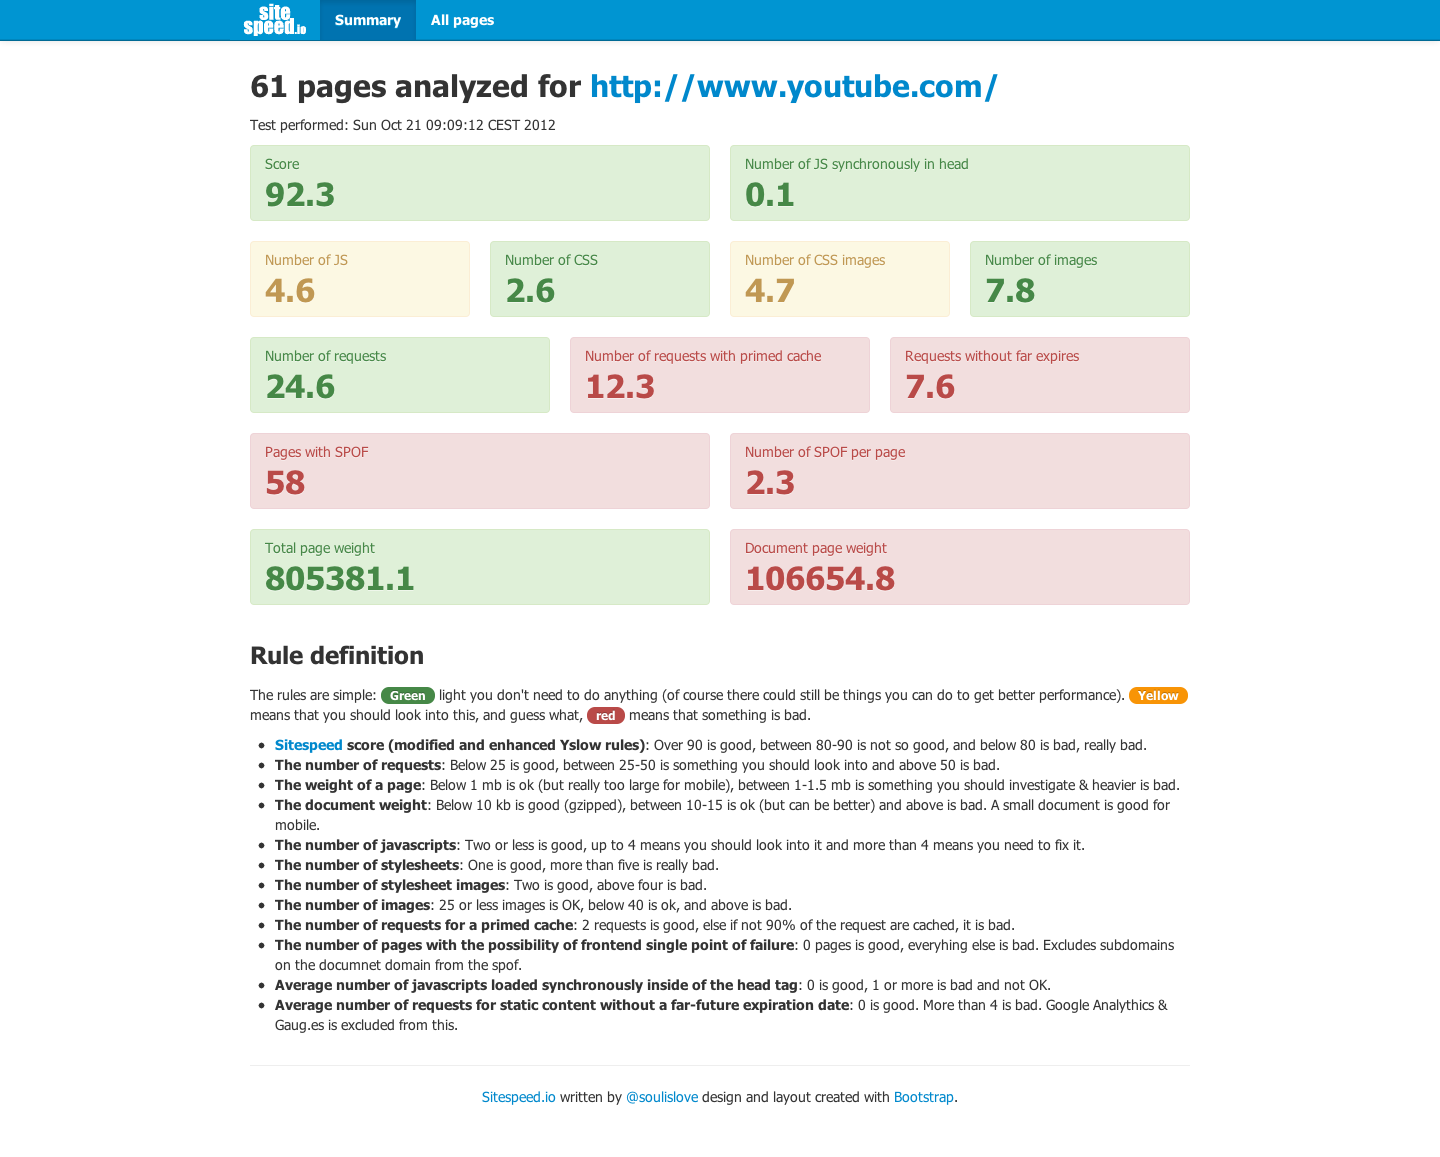 site
speed.io
Summary
All pages
61 pages analyzed for http://www.youtube.com/
Test performed: Sun Oct 21 09:09:12 CEST 2012
Score
92.3
Number of JS synchronously in head
0.1
Number of JS
4.6
Number of CSS
2.6
Number of CSS images
4.7
Number of images
7.8
Number of requests
24.6
Number of requests with primed cache
12.3
Requests without far expires
7.6
Pages with SPOF
58
Number of SPOF per page
2.3
Total page weight
805381.1
Document page weight
106654.8
Rule definition
The rules are simple: Green light you don't need to do anything (of course there could still be things you can do to get better performance). Yellow
means that you should look into this, and guess what, red means that something is bad.
• Sitespeed score (modified and enhanced Yslow rules): Over 90 is good, between 80-90 is not so good, and below 80 is bad, really bad.
• The number of requests: Below 25 is good, between 25-50 is something you should look into and above 50 is bad.
• The weight of a page: Below 1 mb is ok (but really too large for mobile), between 1-1.5 mb is something you should investigate & heavier is bad.
• The document weight: Below 10 kb is good (gzipped), between 10-15 is ok (but can be better) and above is bad. A small document is good for
mobile.
• The number of javascripts: Two or less is good, up to 4 means you should look into it and more than 4 means you need to fix it.
• The number of stylesheets: One is good, more than five is really bad.
• The number of stylesheet images: Two is good, above four is bad.
• The number of images: 25 or less images is OK, below 40 is ok, and above is bad.
• The number of requests for a primed cache: 2 requests is good, else if not 90% of the request are cached, it is bad.
• The number of pages with the possibility of frontend single point of failure: 0 pages is good, everyhing else is bad. Excludes subdomains
on the documnet domain from the spof.
• Average number of javascripts loaded synchronously inside of the head tag: 0 is good, 1 or more is bad and not OK.
• Average number of requests for static content without a far-future expiration date: 0 is good. More than 4 is bad. Google Analythics &
Gaug.es is excluded from this.
Sitespeed.io written by @soulislove design and layout created with Bootstrap.